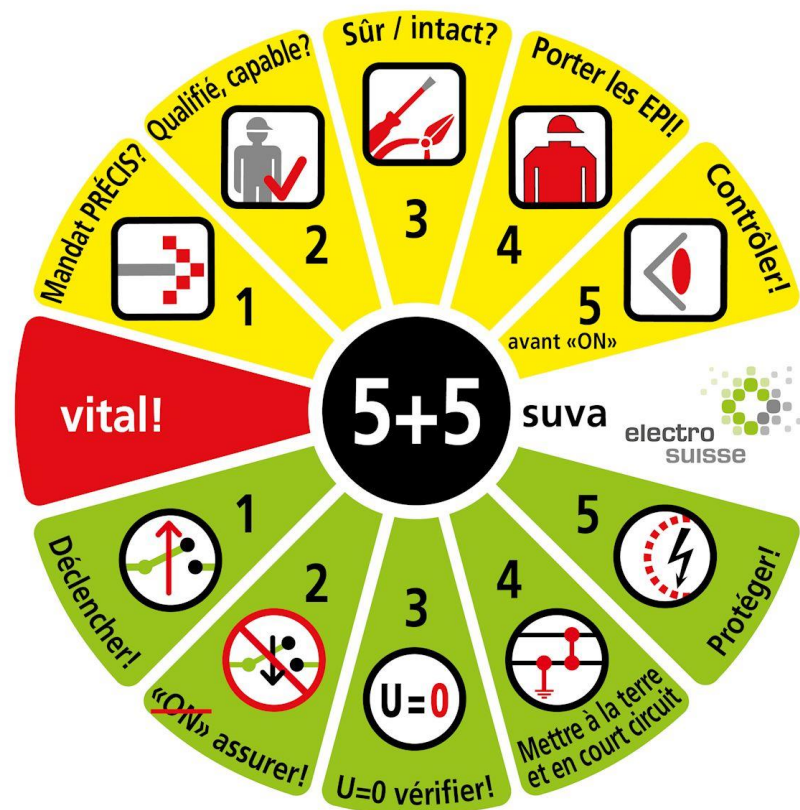 Mandat PRÉCIS?
1
Qualifié, capable?
2
Sûr / intact?
3
Porter les EPI!
4
Contrôler!
5
avant «ON»
vital!
5+5
suva
electro
suisse
1
Déclencher!
2
«ON» assurer!
3
U=0
U=0 vérifier!
4
Mettre à la terre
et en court circuit
5
Protéger!